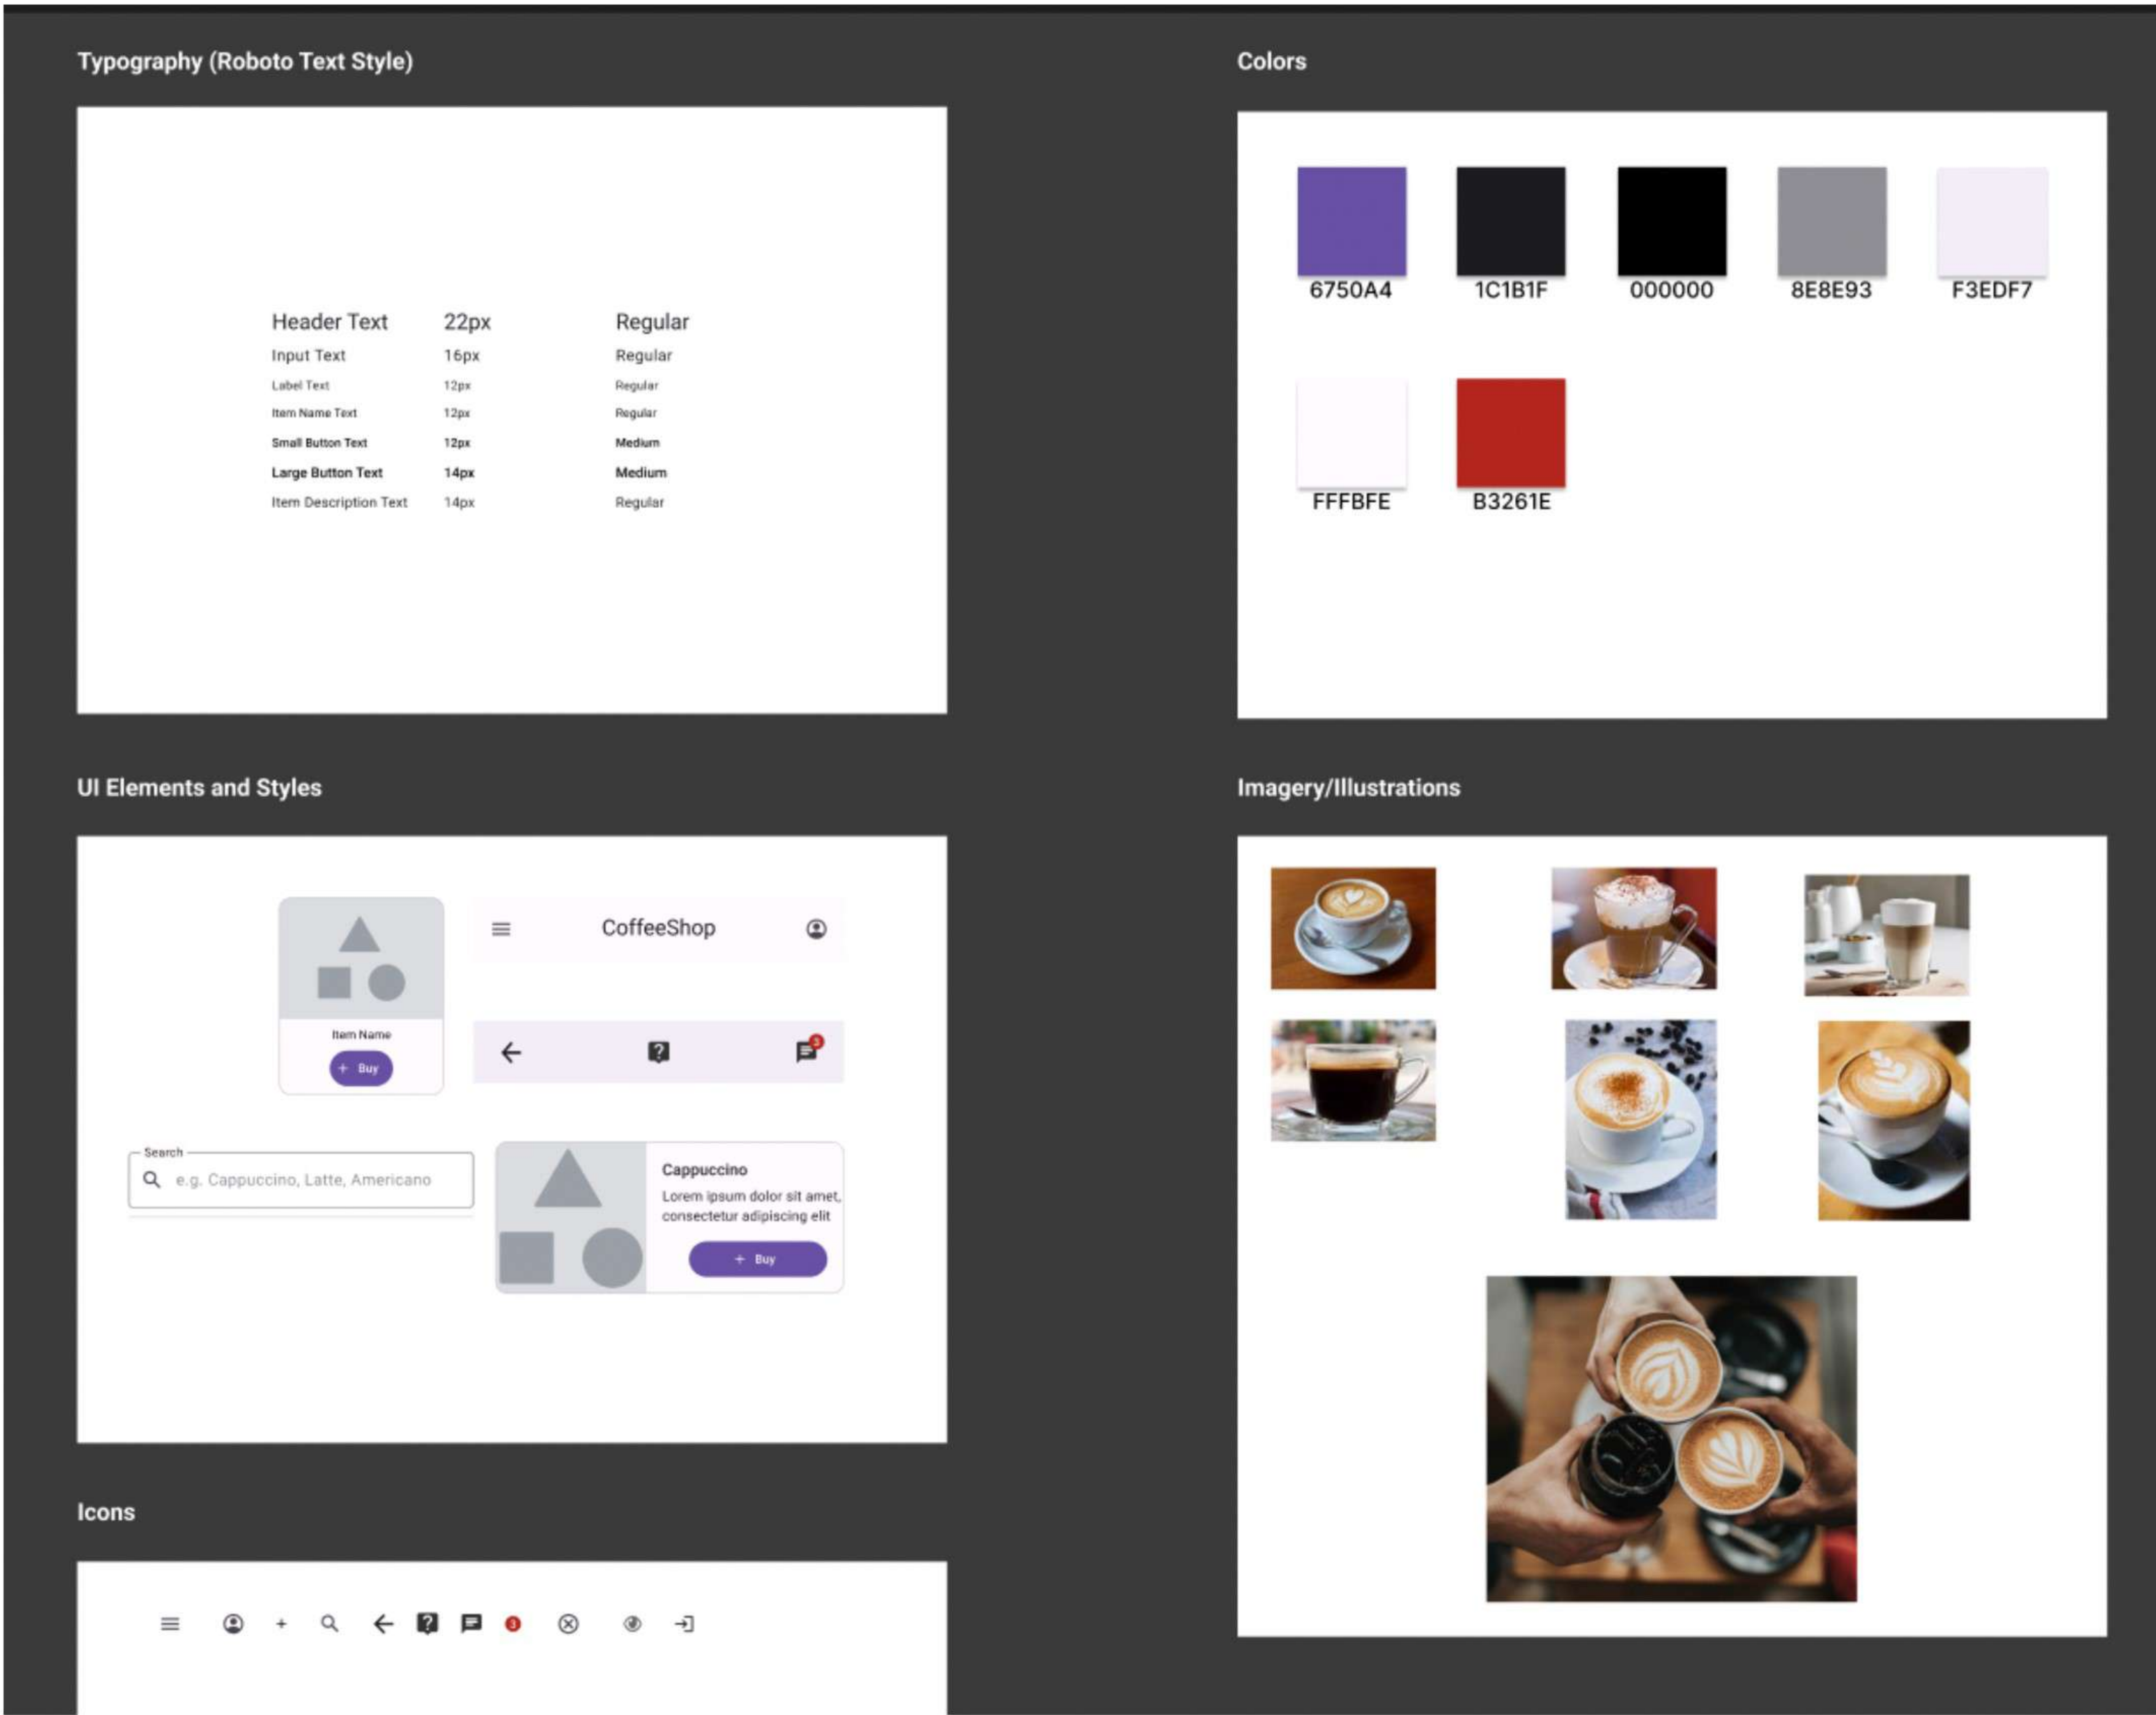 Typography (Roboto Text Style)
Header Text 22px Regular
Input Text 16px Regular
Label Text 12px Regular
Item Name Text 12px Regular
Small Button Text 12px Medium
Large Button Text 14px Medium
Item Description Text 14px Regular
Colors
6750A4 1C1B1F 000000 8E8E93 F3EDF7
FFFBFE B3261E
UI Elements and Styles
CoffeeShop
Item Name
+ Buy
?
3
Search
e.g. Cappuccino, Latte, Americano
Cappuccino
Lorem ipsum dolor sit amet,
consectetur adipiscing elit
+ Buy
Imagery/Illustrations
Icons
+ ? 3